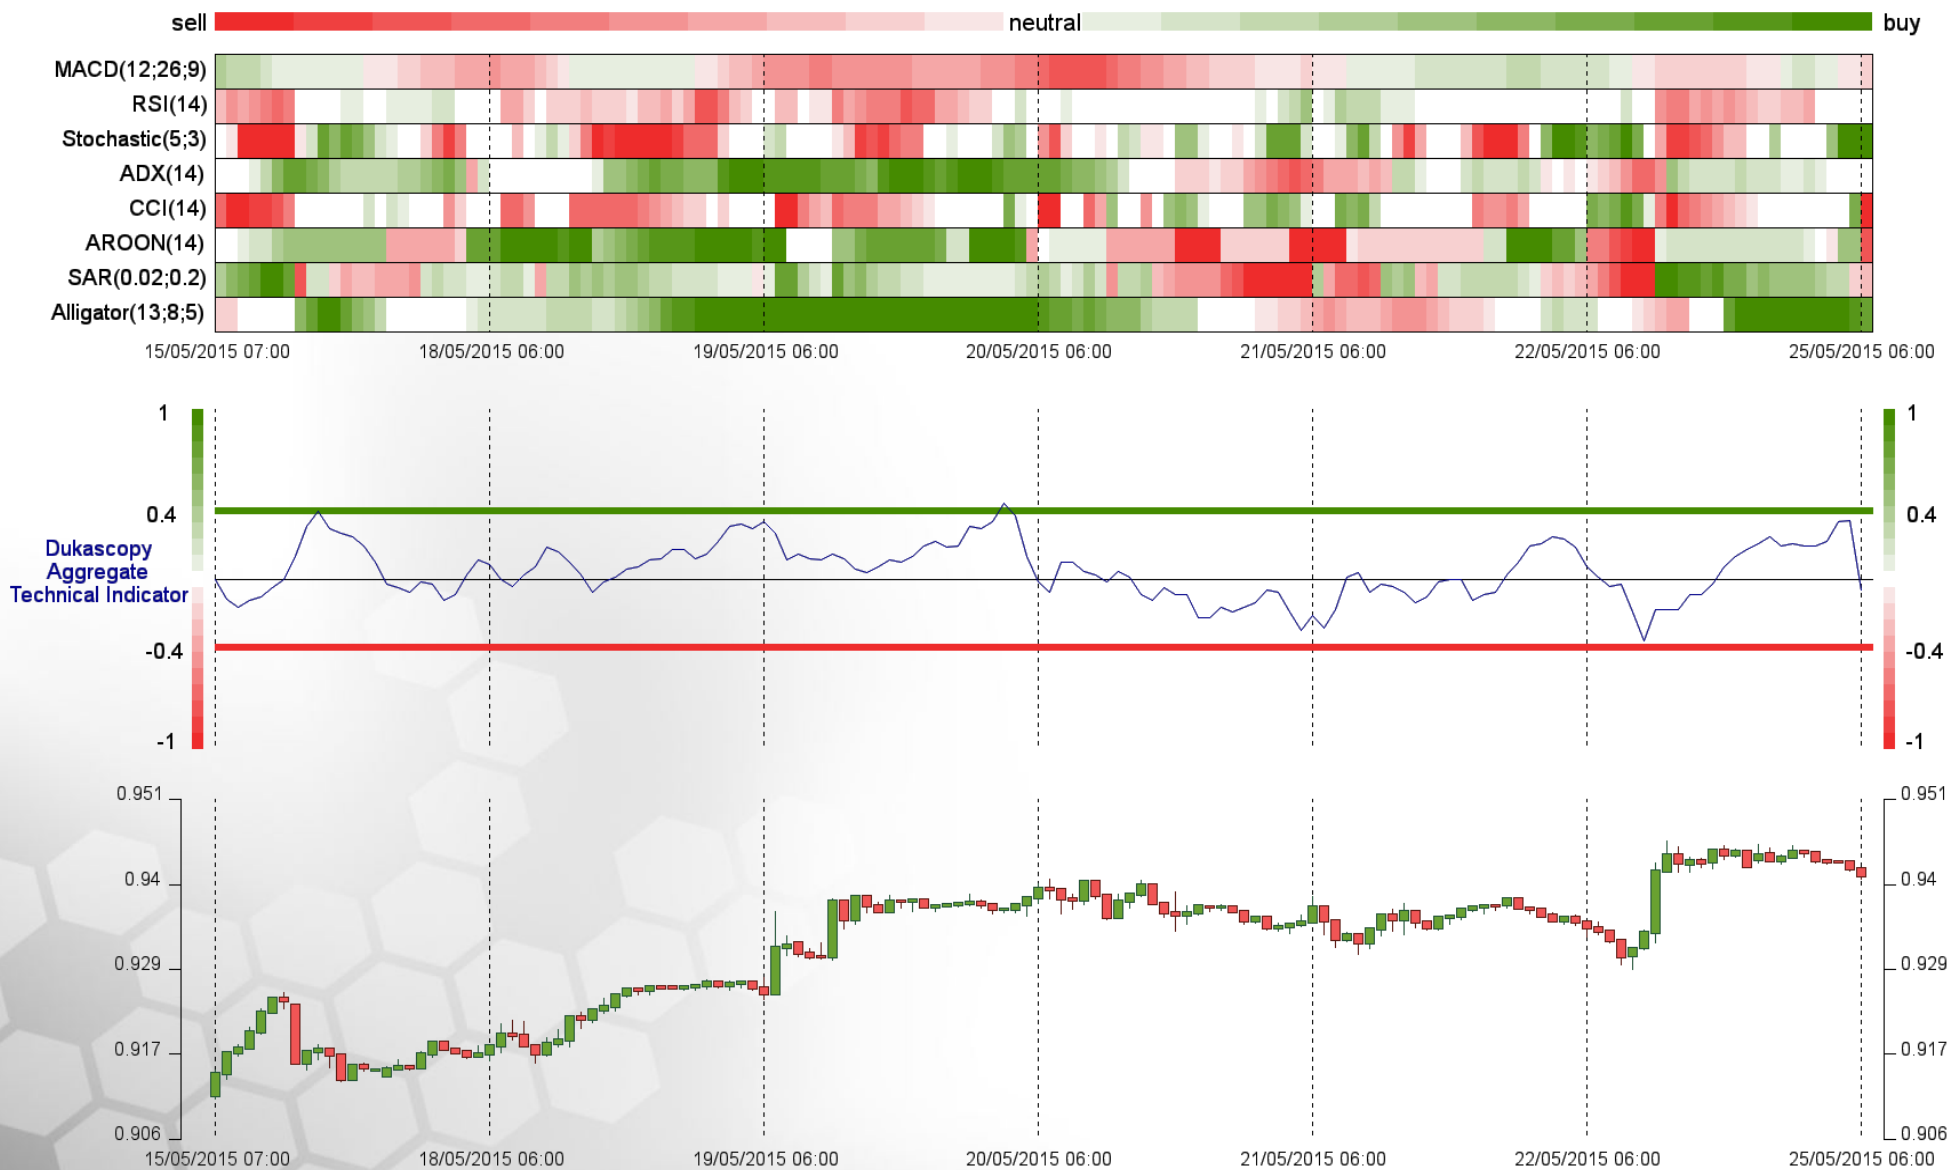 sell neutral buy
MACD(12;26;9)
RSI(14)
Stochastic(5;3)
ADX(14)
CCI(14)
AROON(14)
SAR(0.02;0.2)
Alligator(13;8;5)
15/05/2015 07:00 18/05/2015 06:00 19/05/2015 06:00 20/05/2015 06:00 21/05/2015 06:00 22/05/2015 06:00 25/05/2015 06:00
1 1
0.4 0.4
Dukascopy
Aggregate
Technical Indicator
-0.4 -0.4
-1 -1
0.951 0.951
0.94 0.94
0.929 0.929
0.917 0.917
0.906 0.906
15/05/2015 07:00 18/05/2015 06:00 19/05/2015 06:00 20/05/2015 06:00 21/05/2015 06:00 22/05/2015 06:00 25/05/2015 06:00